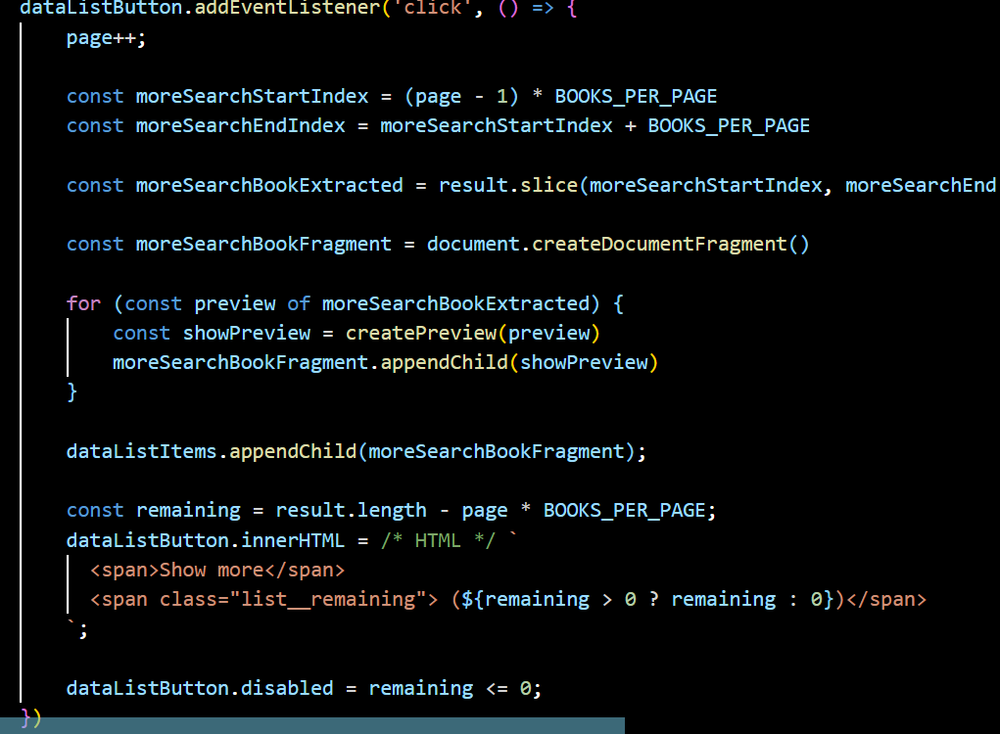 dataListButton.addEventListener('click', () => {
page++;
const moreSearchStartIndex = (page - 1) * BOOKS_PER_PAGE
const moreSearchEndIndex = moreSearchStartIndex + BOOKS_PER_PAGE
const moreSearchBookExtracted = result.slice(moreSearchStartIndex, moreSearchEnd
const moreSearchBookFragment = document.createDocumentFragment()
for (const preview of moreSearchBookExtracted) {
const showPreview = createPreview(preview)
moreSearchBookFragment.appendChild(showPreview)
}
dataListItems.appendChild(moreSearchBookFragment);
const remaining = result.length - page * BOOKS_PER_PAGE;
dataListButton.innerHTML = /* HTML */ `
<span>Show more</span>
<span class="list__remaining"> (${remaining > 0 ? remaining : 0})</span>
`;
dataListButton.disabled = remaining <= 0;
})